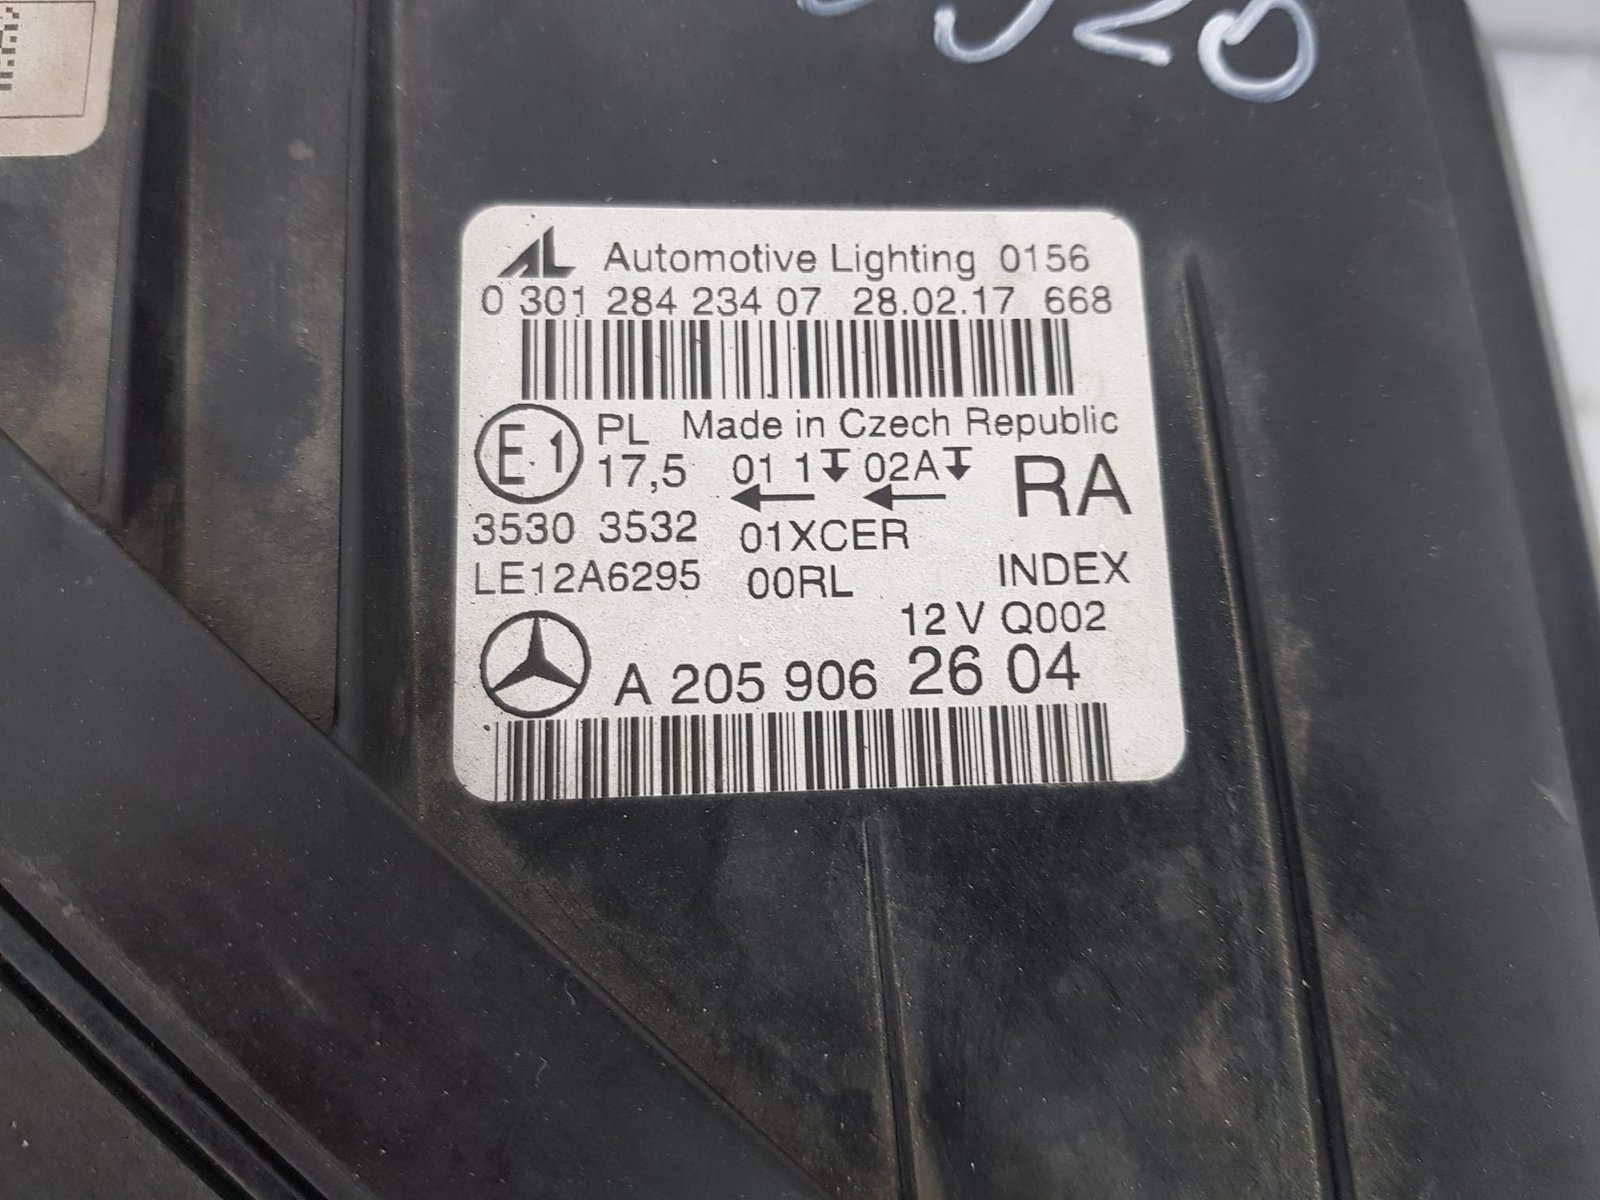 AL Automotive Lighting 0156
0 301 284 234 07 28.02.17 668
E1 PL Made in Czech Republic
17,5 01 1 02A RA
3530 3532 01XCER
LE12A6295 00RL INDEX
12 V Q002
A 205 906 26 04